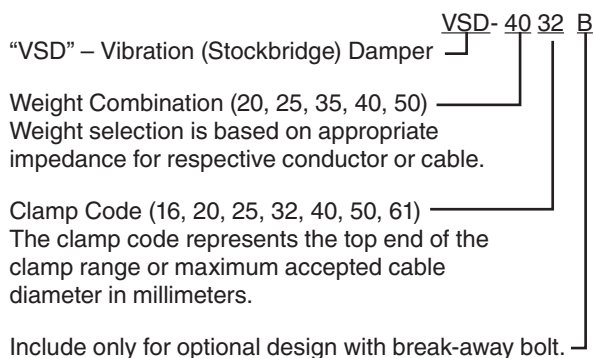 VSD- 40 32 B
“VSD” – Vibration (Stockbridge) Damper
Weight Combination (20, 25, 35, 40, 50)
Weight selection is based on appropriate
impedance for respective conductor or cable.
Clamp Code (16, 20, 25, 32, 40, 50, 61)
The clamp code represents the top end of the
clamp range or maximum accepted cable
diameter in millimeters.
Include only for optional design with break-away bolt.